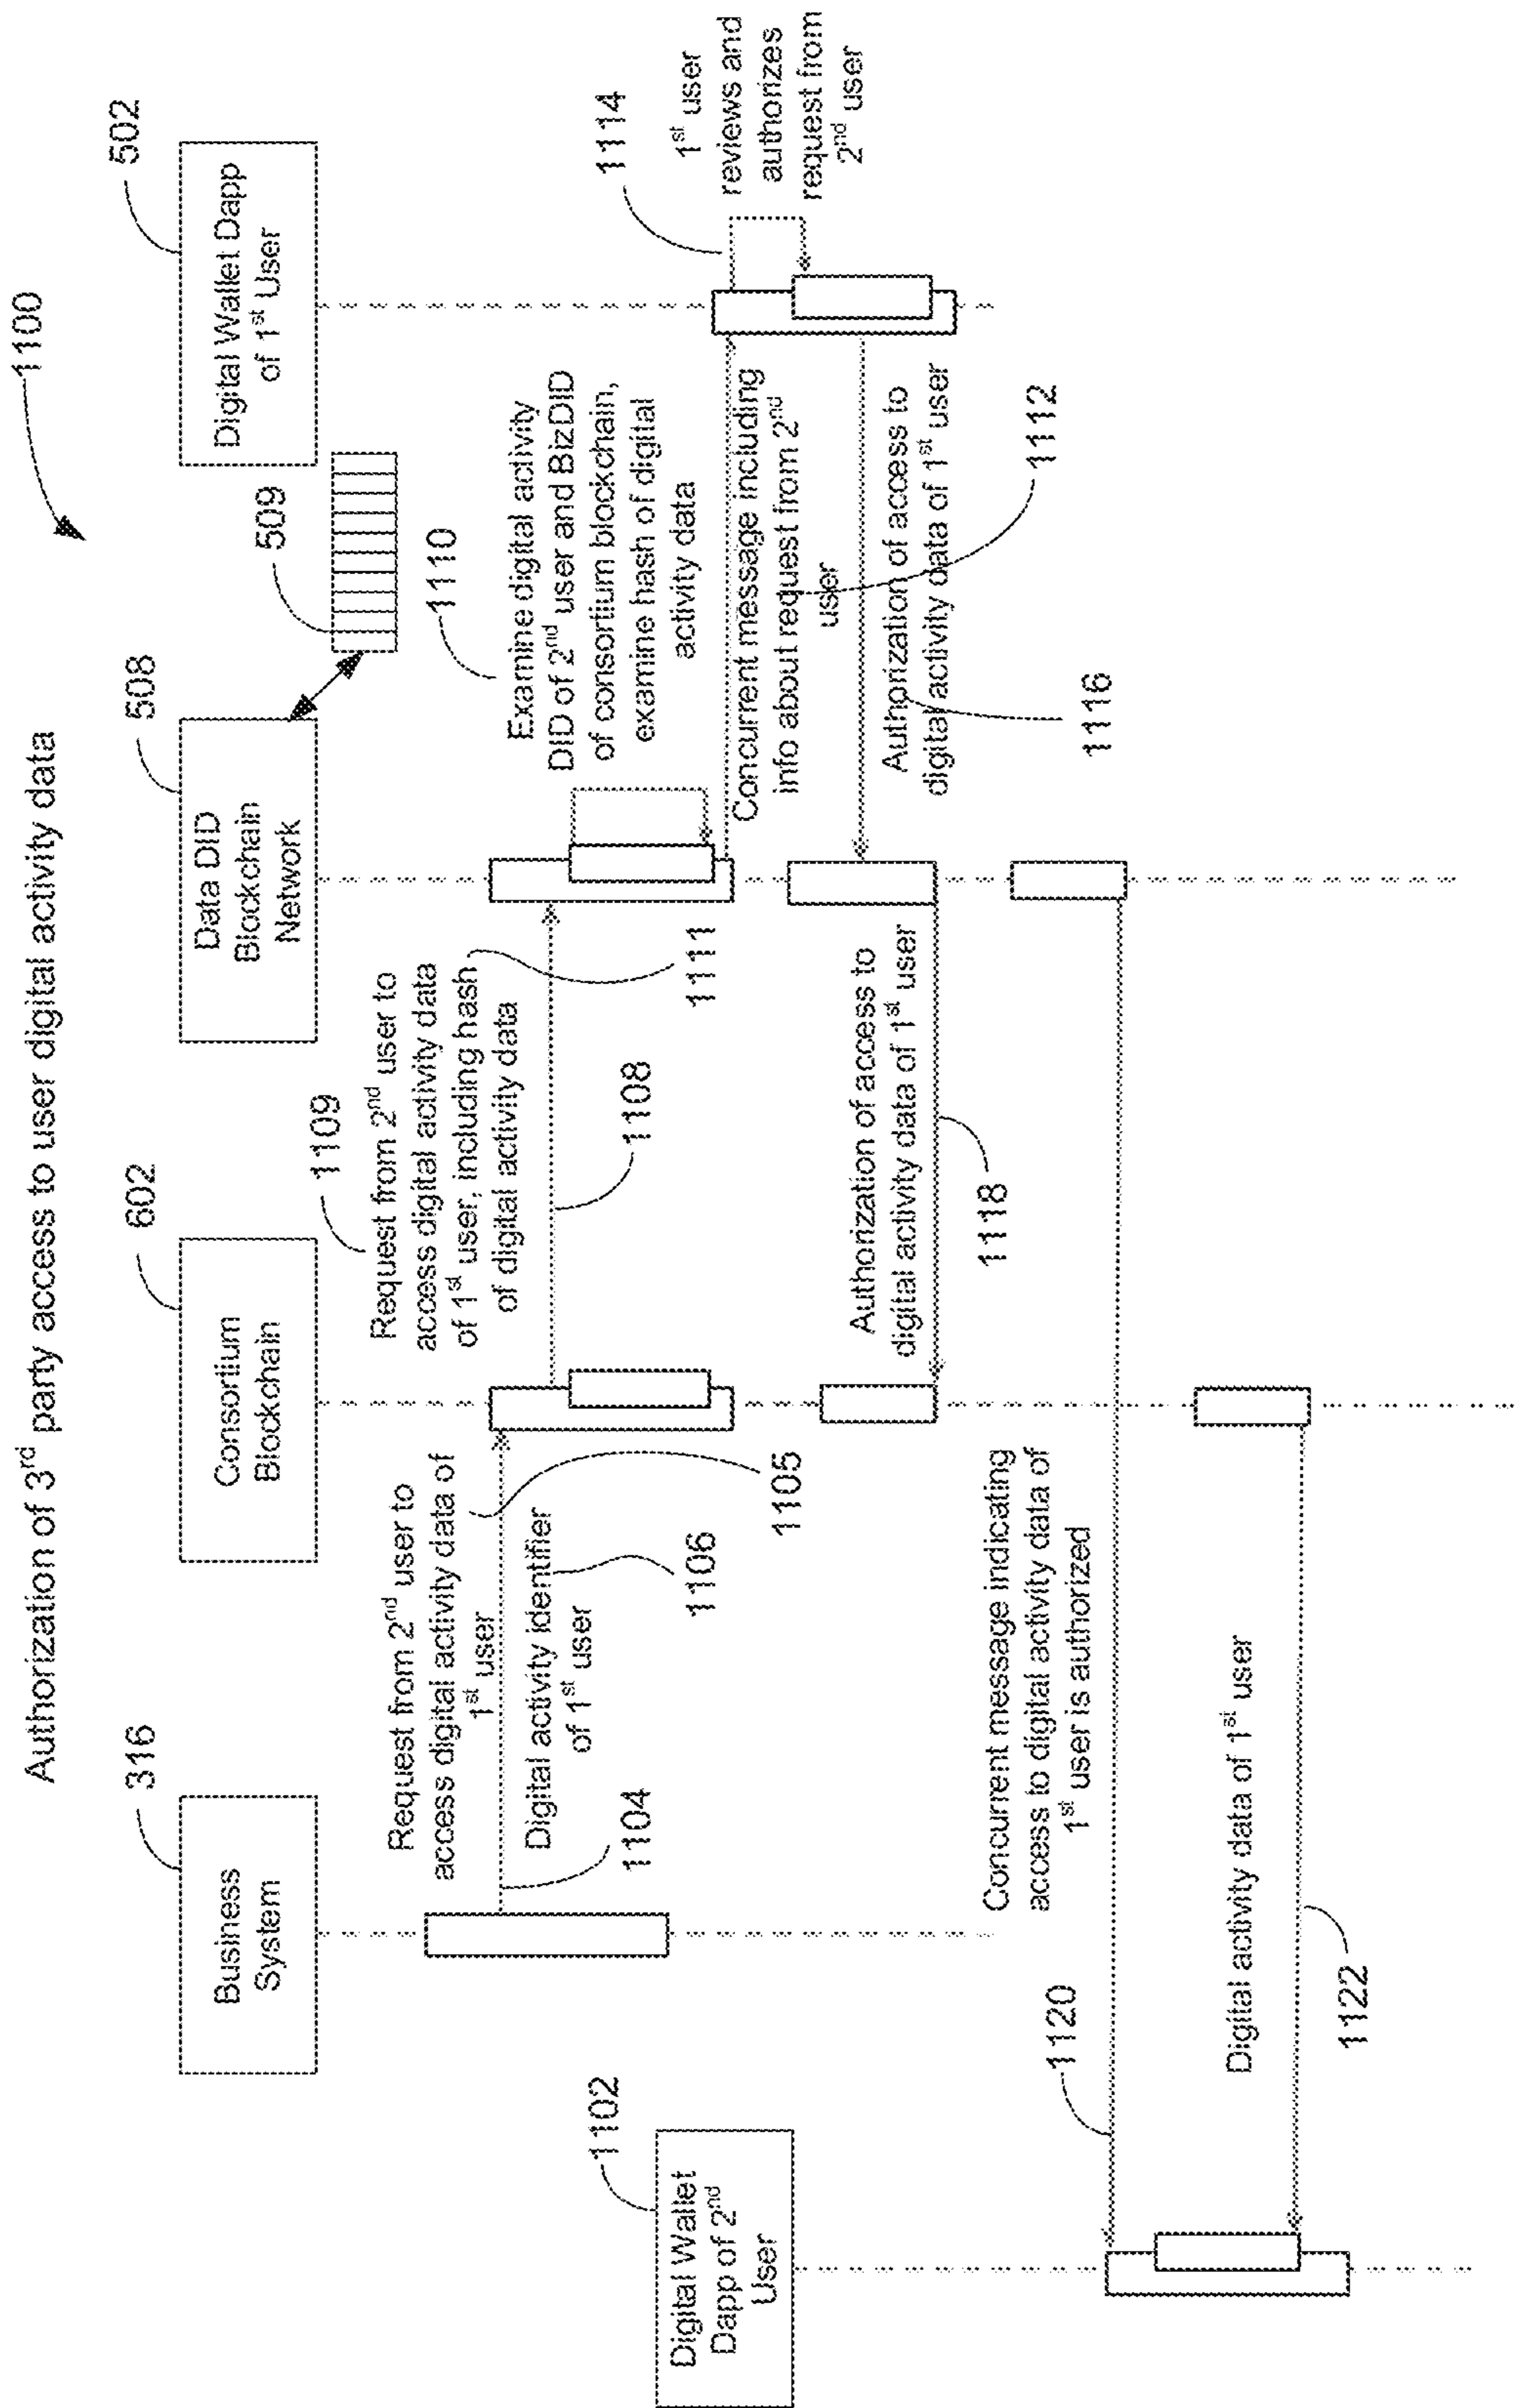 Authorization of 3rd party access to user digital activity data
1100
316
602
508
509
502
Business
System
Consortium
Blockchain
Data DID
Blockchain
Network
Digital Wallet Dapp
of 1st User
1102
Digital Wallet
Dapp of 2nd
User
Request from 2nd user to
access digital activity data of
1st user
1104
Digital activity identifier
of 1st user
1106
1105
1109
Request from 2nd user to
access digital activity data
of 1st user, including hash
of digital activity data
1108
1111
1110
Examine digital activity
DID of 2nd user and BizDID
of consortium blockchain,
examine hash of digital
activity data
Concurrent message including
info about request from 2nd
user
1112
1114
1st user
reviews and
authorizes
request from
2nd user
Authorization of access to
digital activity data of 1st user
1116
Authorization of access to
digital activity data of 1st user
1118
Concurrent message indicating
access to digital activity data of
1st user is authorized
1120
Digital activity data of 1st user
1122